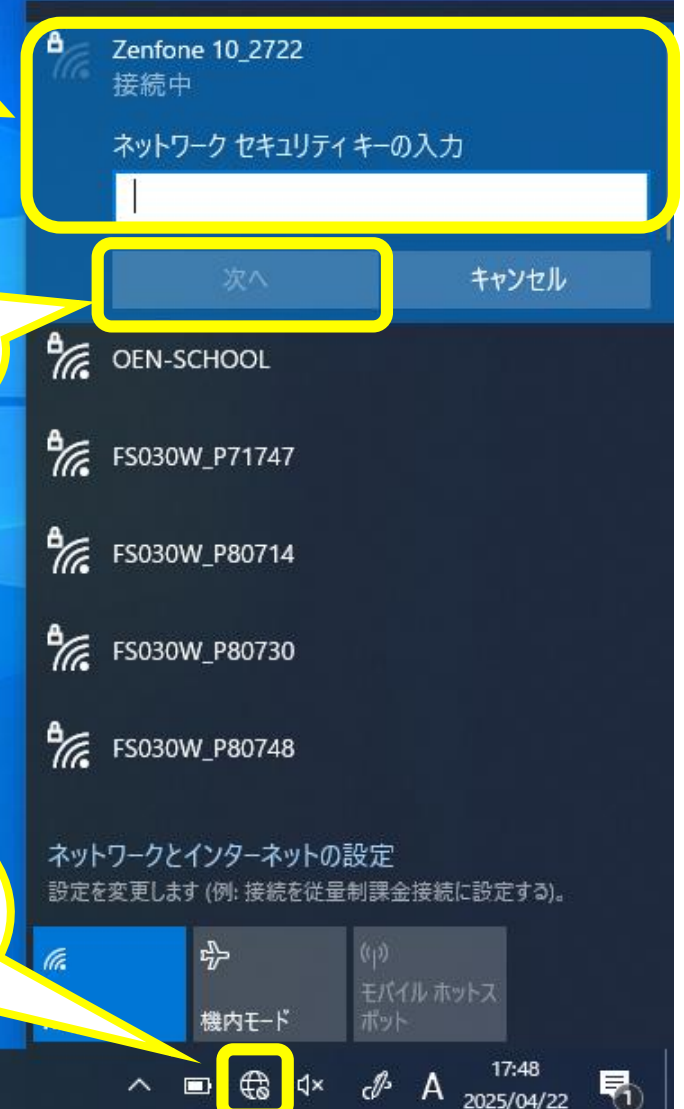 Zenfone 10_2722
接続中
ネットワーク セキュリティ キーの入力
次へ
キャンセル
OEN-SCHOOL
FS030W_P71747
FS030W_P80714
FS030W_P80730
FS030W_P80748
ネットワークとインターネットの設定
設定を変更します (例: 接続を従量制課金接続に設定する)。
機内モード
モバイル ホットス
ポット
A
17:48
2025/04/22
1